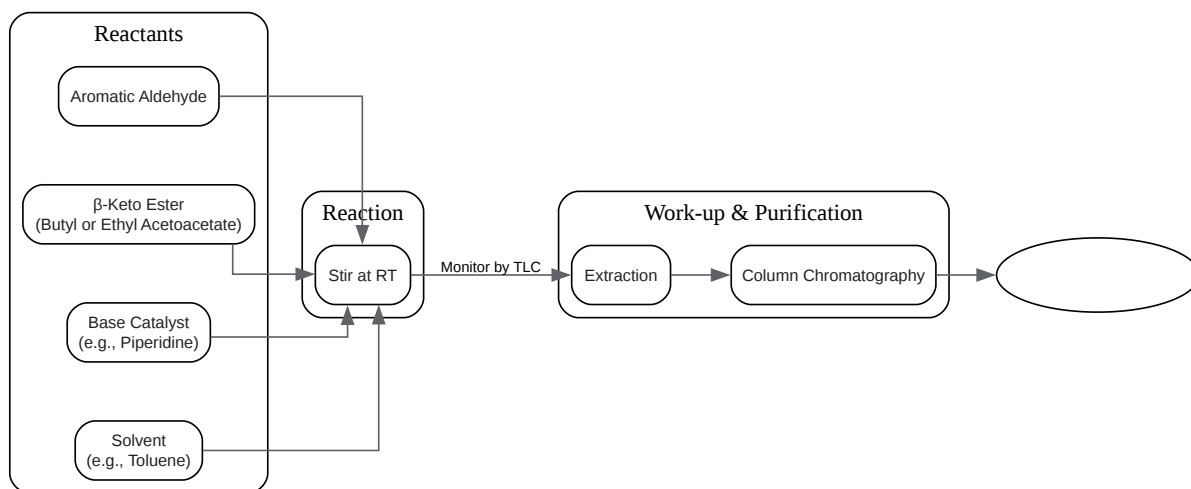 Reactants
Aromatic Aldehyde
β-Keto Ester
(Butyl or Ethyl Acetoacetate)
Base Catalyst
(e.g., Piperidine)
Solvent
(e.g., Toluene)
Reaction
Stir at RT
Monitor by TLC
Work-up & Purification
Extraction
Column Chromatography